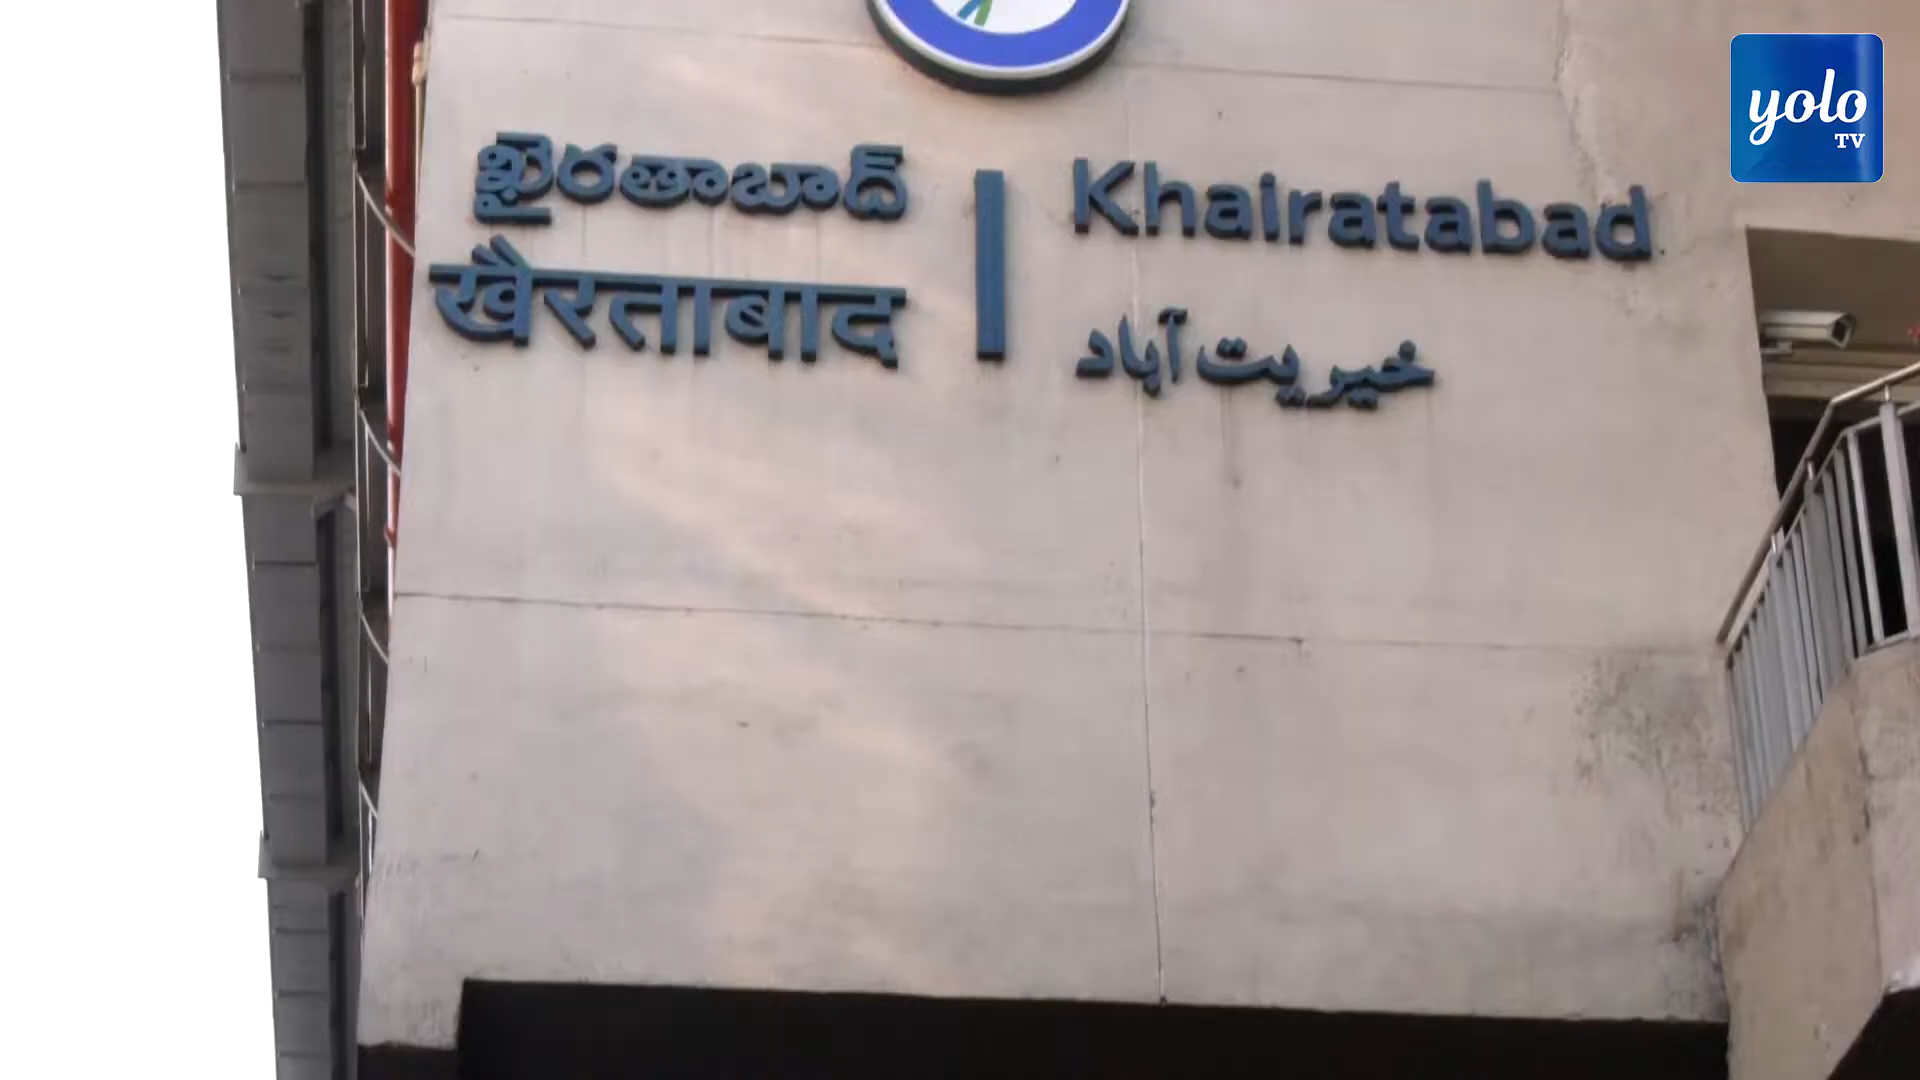 ఖైరతాబాద్
खैरताबाद
Khairatabad
خیریت آباد
yolo
TV